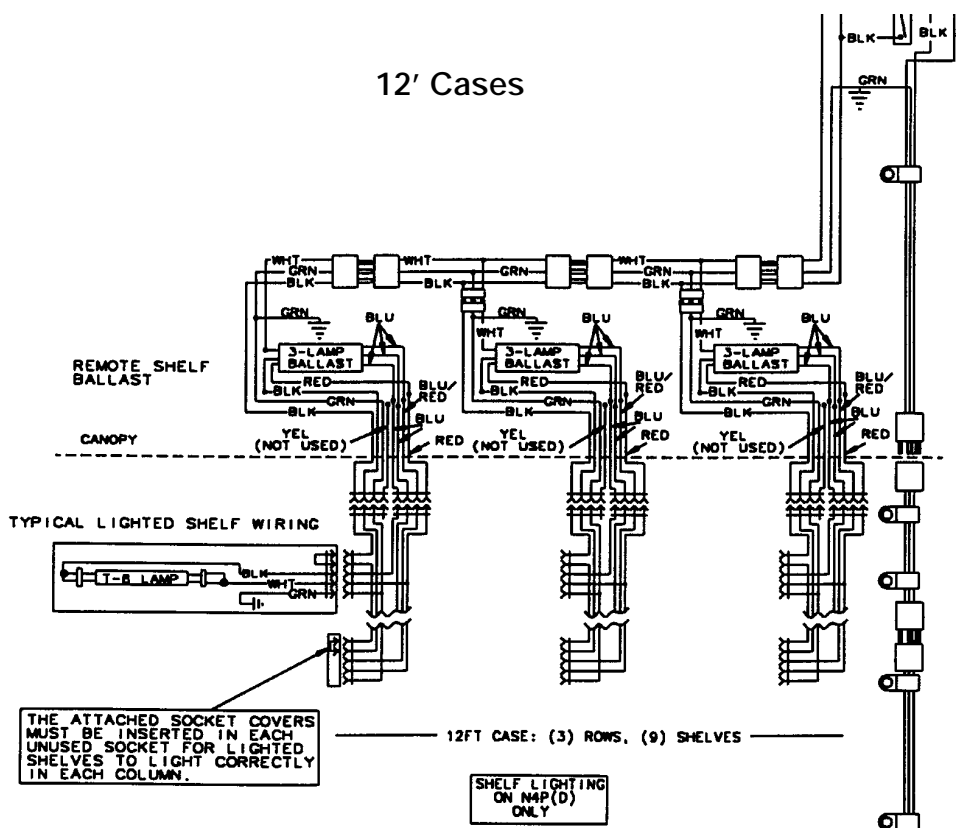 BLK
BLK
12' Cases
GRN
WHT
WHT
WHT
GRN
GRN
GRN
BLK
BLK
BLK
GRN
BLU
GRN
BLU
GRN
BLU
WHT
WHT
3-LAMP
BALLAST
3-LAMP
BALLAST
3-LAMP
BALLAST
REMOTE SHELF
BALLAST
RED
BLU/
RED
RED
BLU/
RED
RED
BLU/
RED
BLK
BLK
BLK
GRN
GRN
GRN
BLK
BLK
BLK
BLU
BLU
BLU
YEL
(NOT USED)
RED
YEL
(NOT USED)
RED
YEL
(NOT USED)
RED
CANOPY
TYPICAL LIGHTED SHELF WIRING
T-8 LAMP
BLK
WHT
GRN
THE ATTACHED SOCKET COVERS
MUST BE INSERTED IN EACH
UNUSED SOCKET FOR LIGHTED
SHELVES TO LIGHT CORRECTLY
IN EACH COLUMN.
12FT CASE: (3) ROWS, (9) SHELVES
SHELF LIGHTING
ON N4P(D)
ONLY